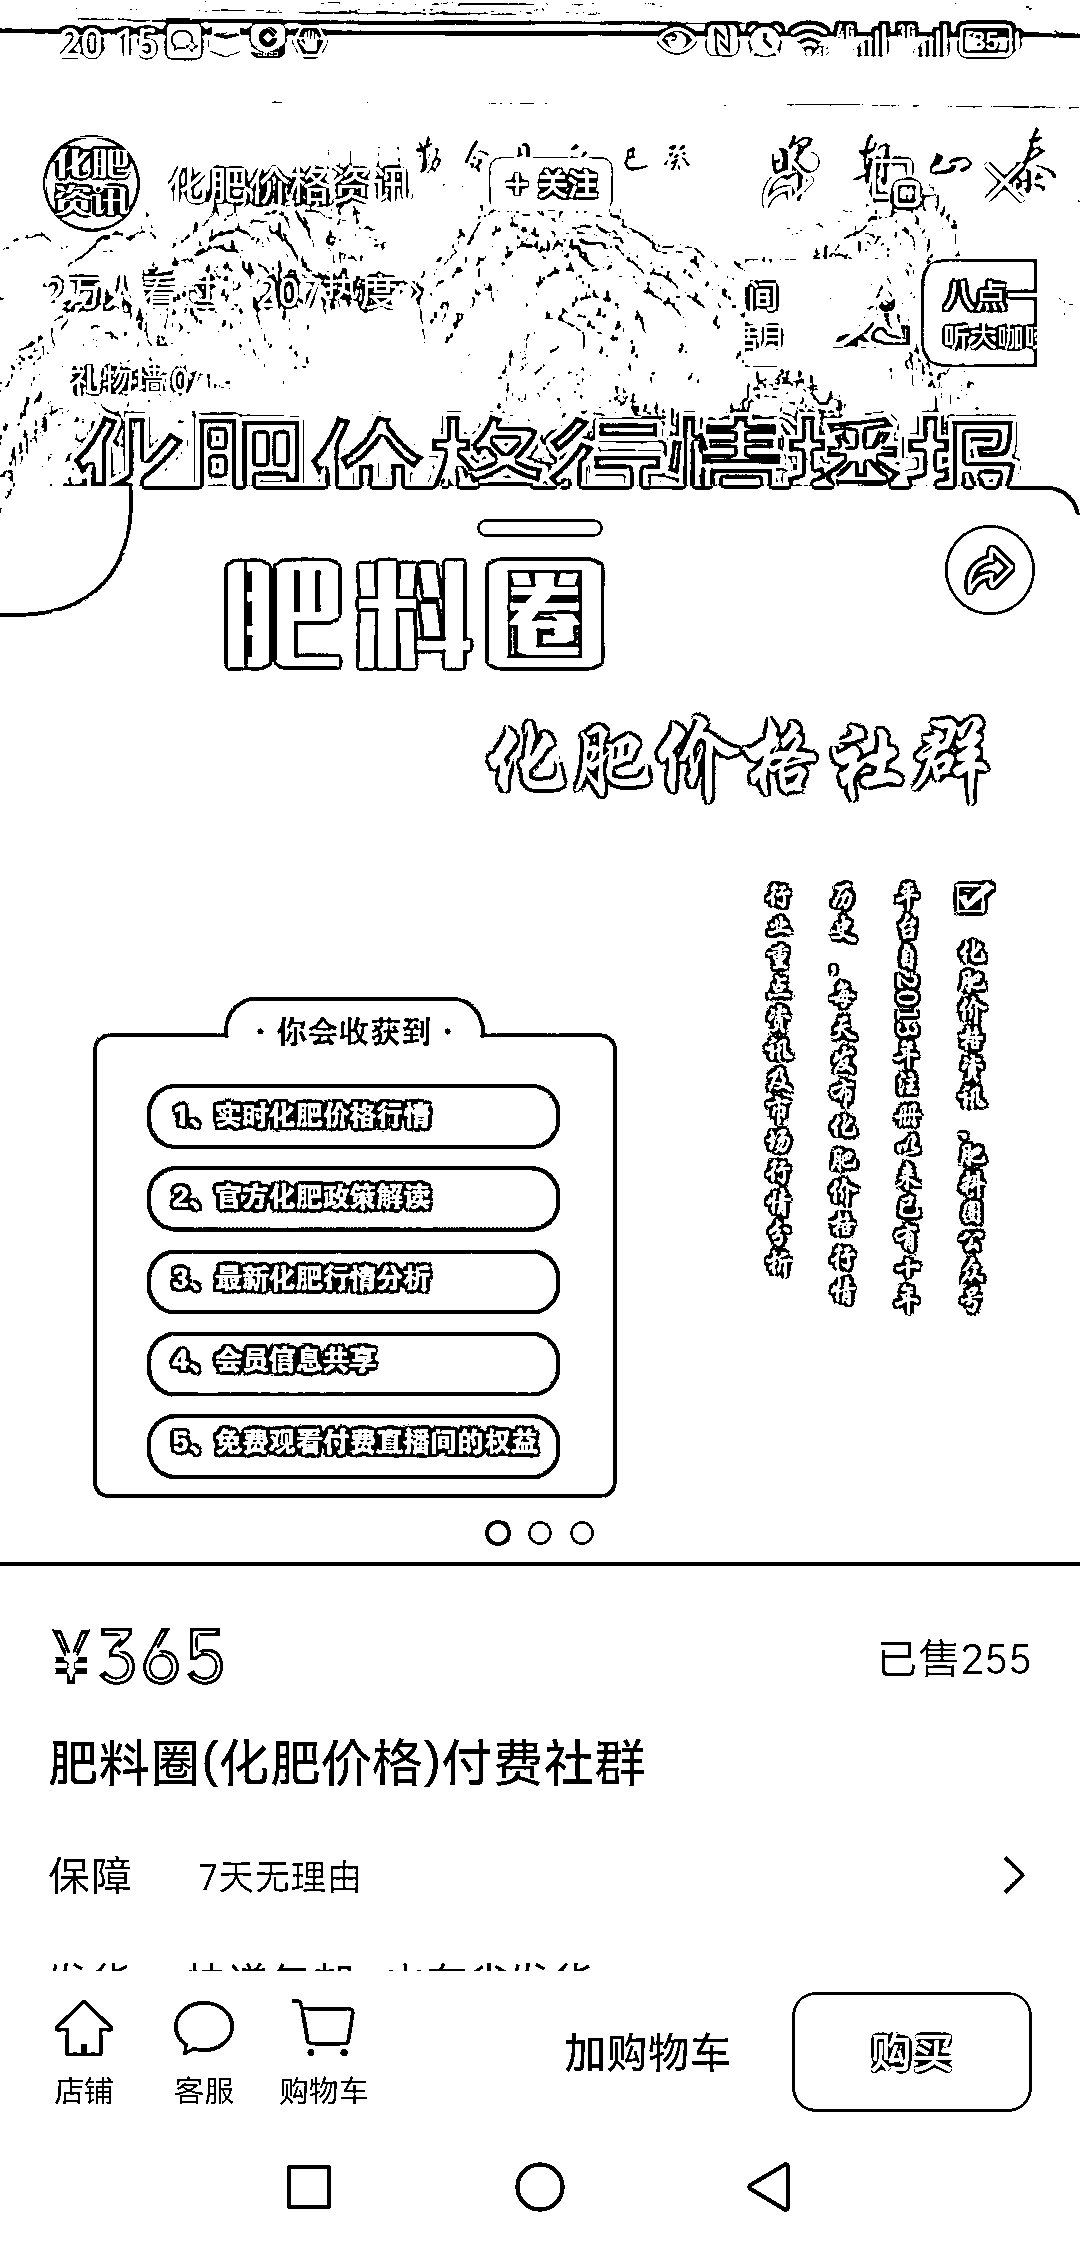 20 15
化肥资讯
化肥价格资讯
+ 关注
2万人看过 207热度
礼物墙0/
间
八点
听大咖
化肥价格行情播报
肥料圈
化肥价格社群
化肥价格资讯、肥料圈公众号
平台自2013年注册以来已有十年
历史，每天发布化肥价格行情
行业重点资讯及市场行情分析
· 你会收获到 ·
1、实时化肥价格行情
2、官方化肥政策解读
3、最新化肥行情分析
4、会员信息共享
5、免费观看付费直播间的权益
¥365
已售255
肥料圈(化肥价格)付费社群
保障 7天无理由
店铺
客服
购物车
加购物车
购买